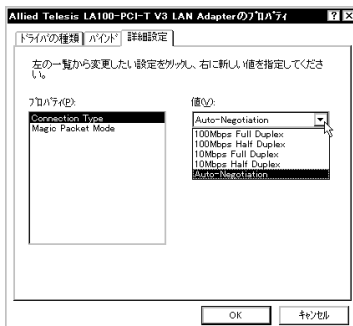 Allied Telesis LA100-PCI-T V3 LAN Adapterのﾌﾟﾛﾊﾟﾃｨ
ﾄﾞﾗｲﾊﾞの種類
ﾊﾞｲﾝﾄﾞ
詳細設定
左の一覧から変更したい設定をｸﾘｯｸし、右に新しい値を指定してください。
ﾌﾟﾛﾊﾟﾃｨ(P):
Connection Type
Magic Packet Mode
値(V):
Auto-Negotiation
100Mbps Full Duplex
100Mbps Half Duplex
10Mbps Full Duplex
10Mbps Half Duplex
Auto-Negotiation
OK
ｷｬﾝｾﾙ